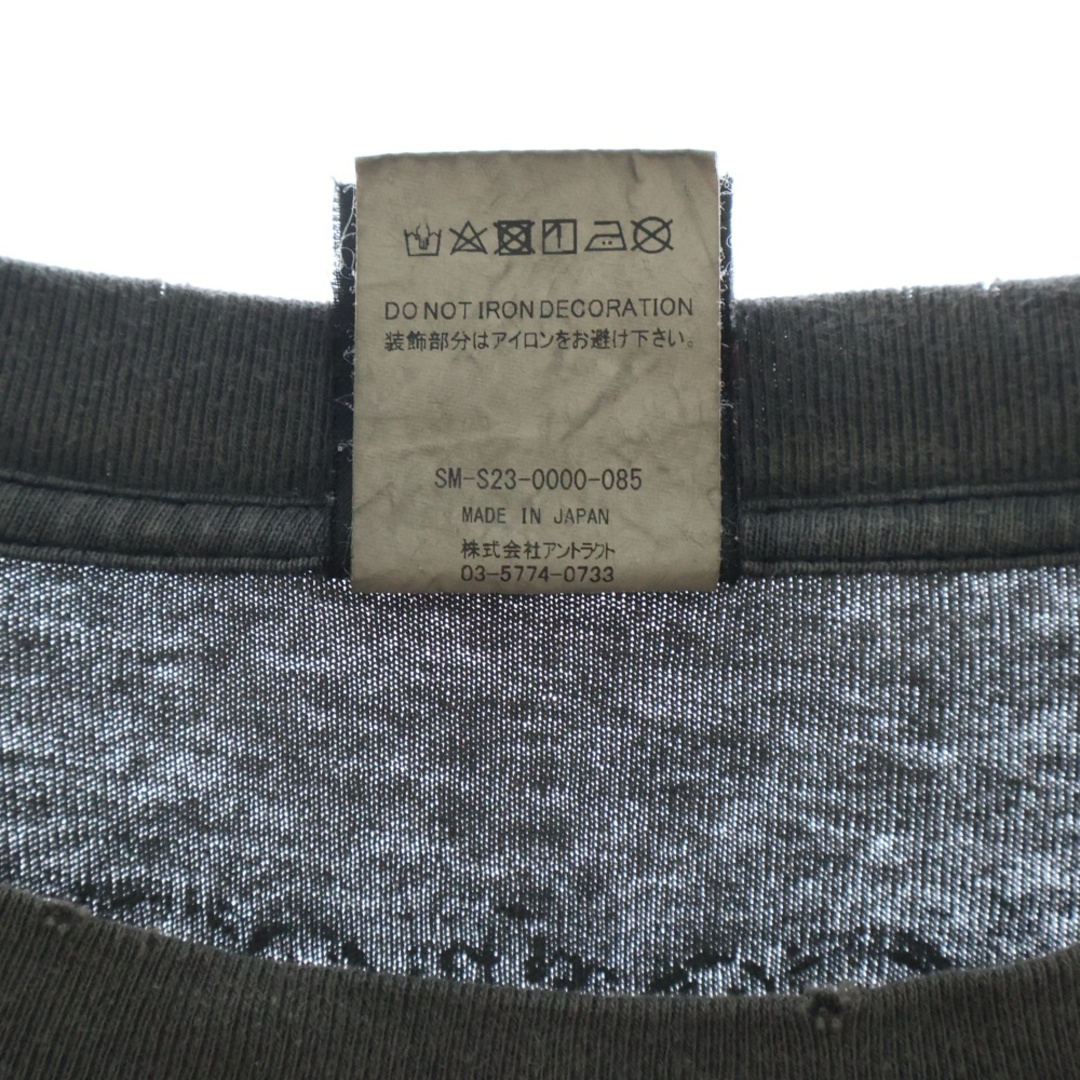 DO NOT IRON DECORATION
装飾部分はアイロンをお避け下さい。
SM-S23-0000-085
MADE IN JAPAN
株式会社アントラクト
03-5774-0733